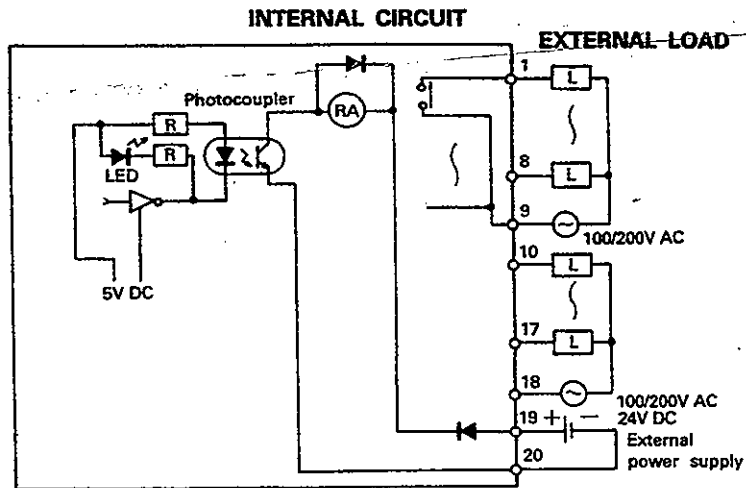 INTERNAL CIRCUIT
EXTERNAL LOAD
Photocoupler
RA
R
R
LED
5V DC
1
L
8
L
9
100/200V AC
10
L
17
L
18
100/200V AC
19
+ −
24V DC
20
External
power supply